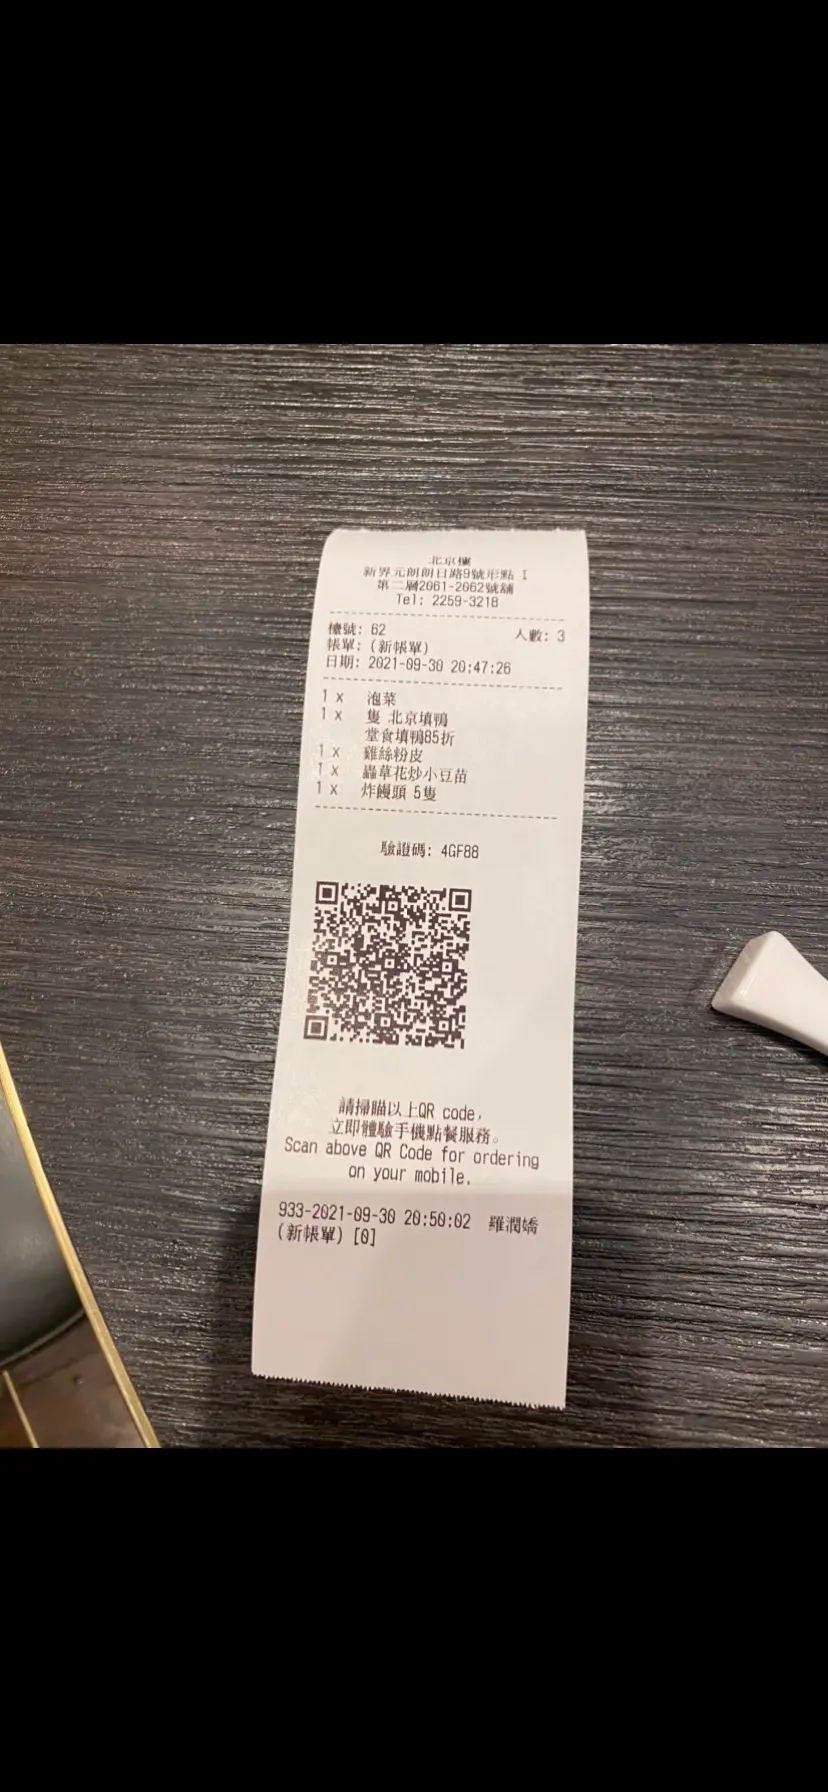 北京樓
新界元朗朗日路9號形點 I
第二層2061-2062號舖
Tel: 2259-3218
檯號: 62 人數: 3
帳單: (新帳單)
日期: 2021-09-30 20:47:26
1 x 泡菜
1 x 隻 北京填鴨
堂食填鴨85折
1 x 雞絲粉皮
1 x 蟲草花炒小豆苗
1 x 炸饅頭 5隻
驗證碼: 4GF88
請掃瞄以上QR code,
立即體驗手機點餐服務。
Scan above QR Code for ordering
on your mobile.
933-2021-09-30 20:50:02 羅潤嬌
(新帳單) [0]